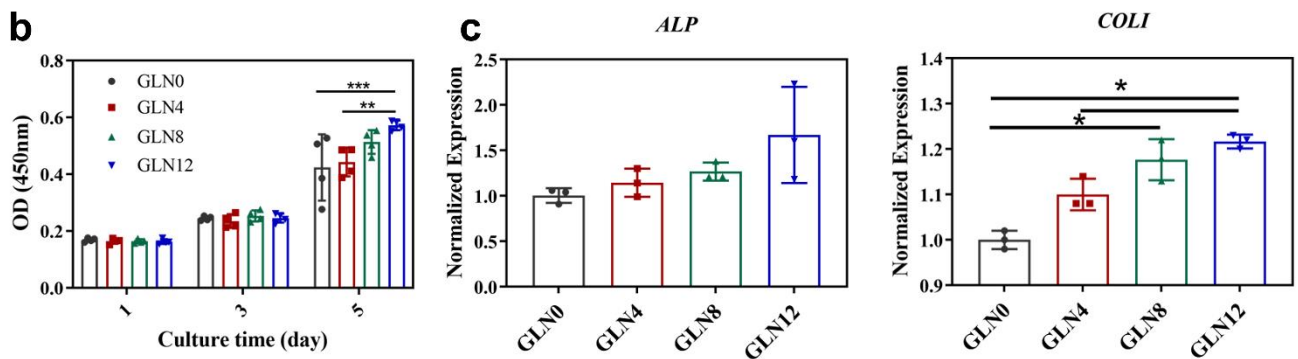 b
0.8
0.6
0.4
0.2
0.0
OD (450nm)
GLN0
GLN4
GLN8
GLN12
***
**
1
3
5
Culture time (day)
c
ALP
2.5
2.0
1.5
1.0
0.5
0.0
Normalized Expression
GLN0
GLN4
GLN8
GLN12
COLI
1.4
1.3
1.2
1.1
1.0
0.9
Normalized Expression
*
*
GLN0
GLN4
GLN8
GLN12